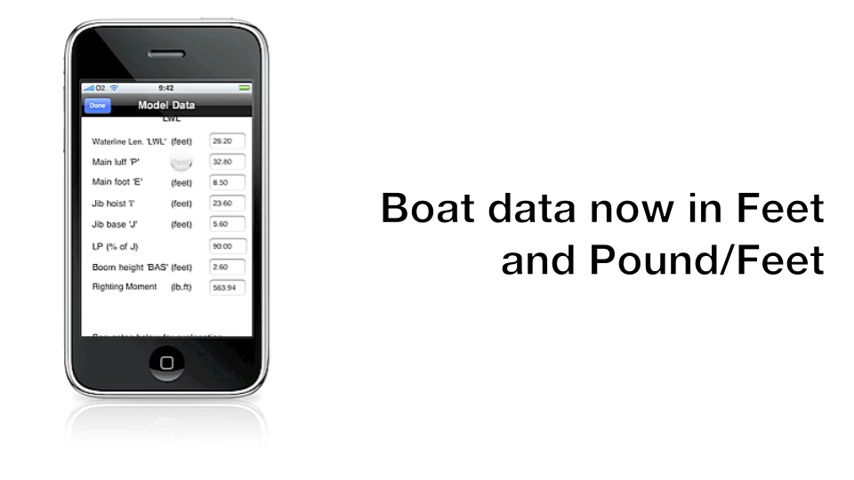 O2 9:42
Done Model Data
LWL
Waterline Len. 'LWL' (feet) 26.20
Main luff 'P' (feet) 32.80
Main foot 'E' (feet) 8.50
Jib hoist 'I' (feet) 23.60
Jib base 'J' (feet) 5.60
LP (% of J) 90.00
Boom height 'BAS' (feet) 2.60
Righting Moment (lb.ft) 563.94
Boat data now in Feet
and Pound/Feet